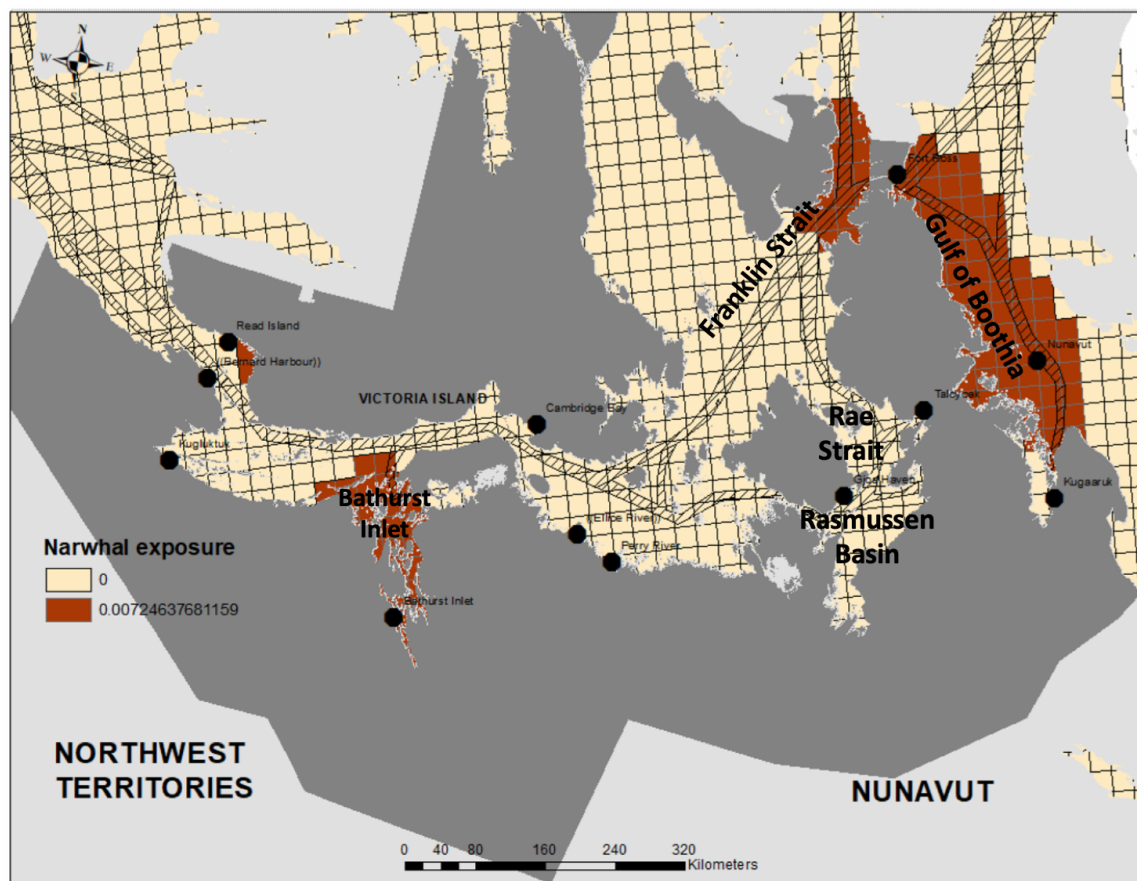 N
W
E
S
Fort Ross
Franklin Strait
Gulf of Boothia
Read Island
((Bernard Harbour))
Nunavut
VICTORIA ISLAND
Cambridge Bay
Taloyoak
Rae
Strait
Kugluktuk
Gjoa Haven
Kugaaruk
Bathurst
Inlet
((Ellice River))
Rasmussen
Basin
Perry River
Narwhal exposure
0
0.00724637681159
Bathurst Inlet
NORTHWEST
TERRITORIES
NUNAVUT
0 40 80 160 240 320
Kilometers